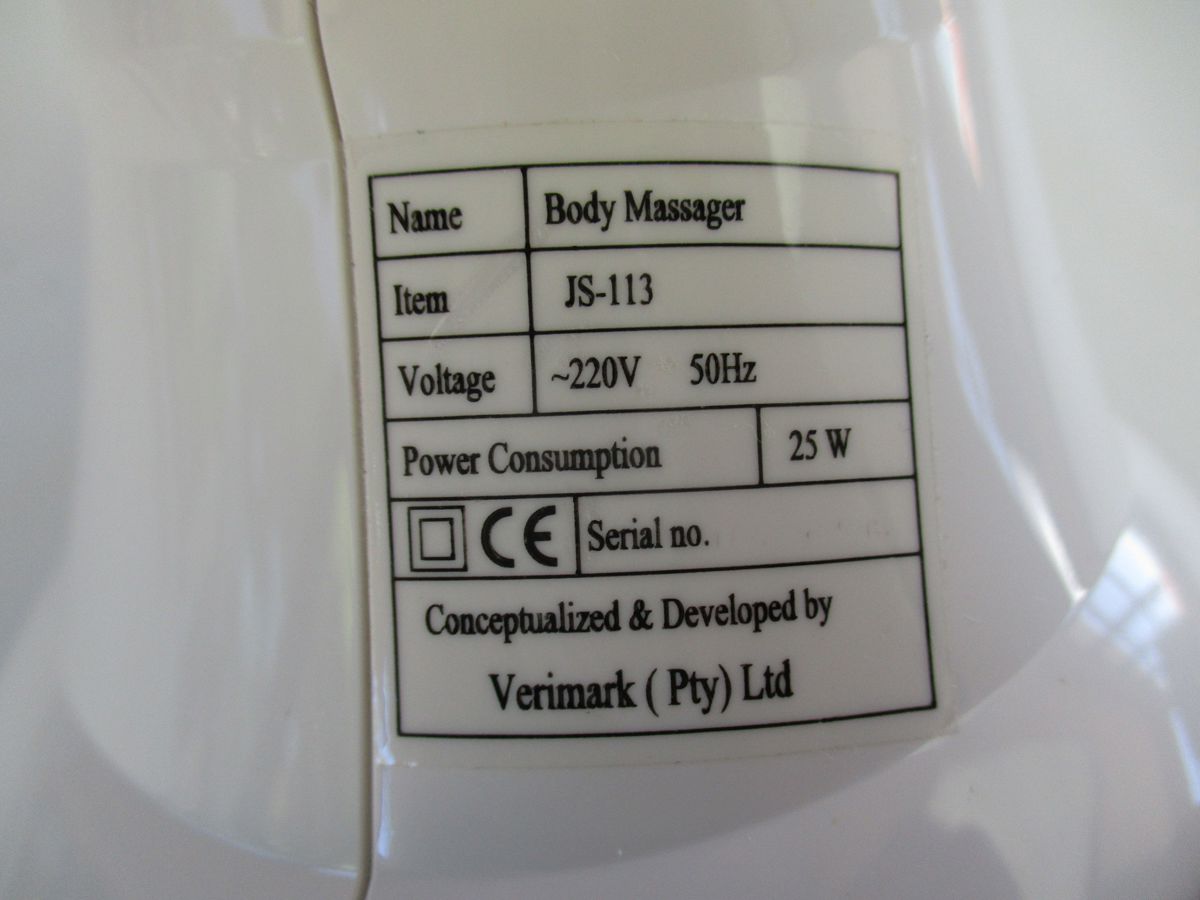 Name Body Massager
Item JS-113
Voltage ~220V 50Hz
Power Consumption 25 W
CE Serial no.
Conceptualized & Developed by
Verimark ( Pty) Ltd